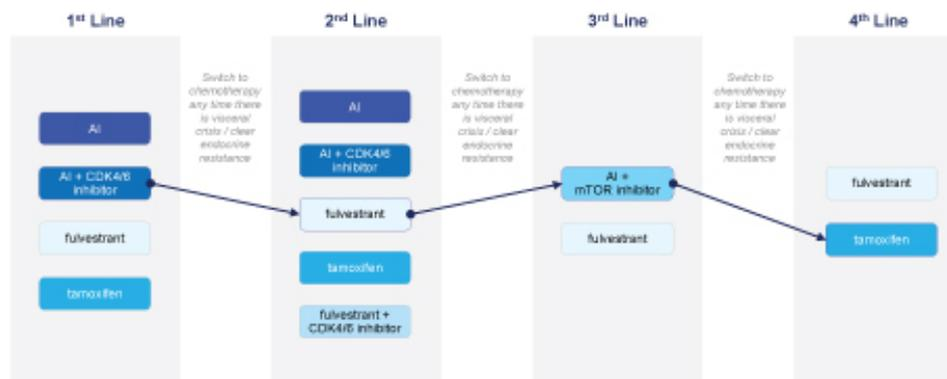 1st Line
AI
AI + CDK4/6
inhibitor
fulvestrant
tamoxifen
Switch to
chemotherapy
any time there
is visceral
crisis / clear
endocrine
resistance
2nd Line
AI
AI + CDK4/6
inhibitor
fulvestrant
tamoxifen
fulvestrant +
CDK4/6 inhibitor
Switch to
chemotherapy
any time there
is visceral
crisis / clear
endocrine
resistance
3rd Line
AI +
mTOR inhibitor
fulvestrant
Switch to
chemotherapy
any time there
is visceral
crisis / clear
endocrine
resistance
4th Line
fulvestrant
tamoxifen